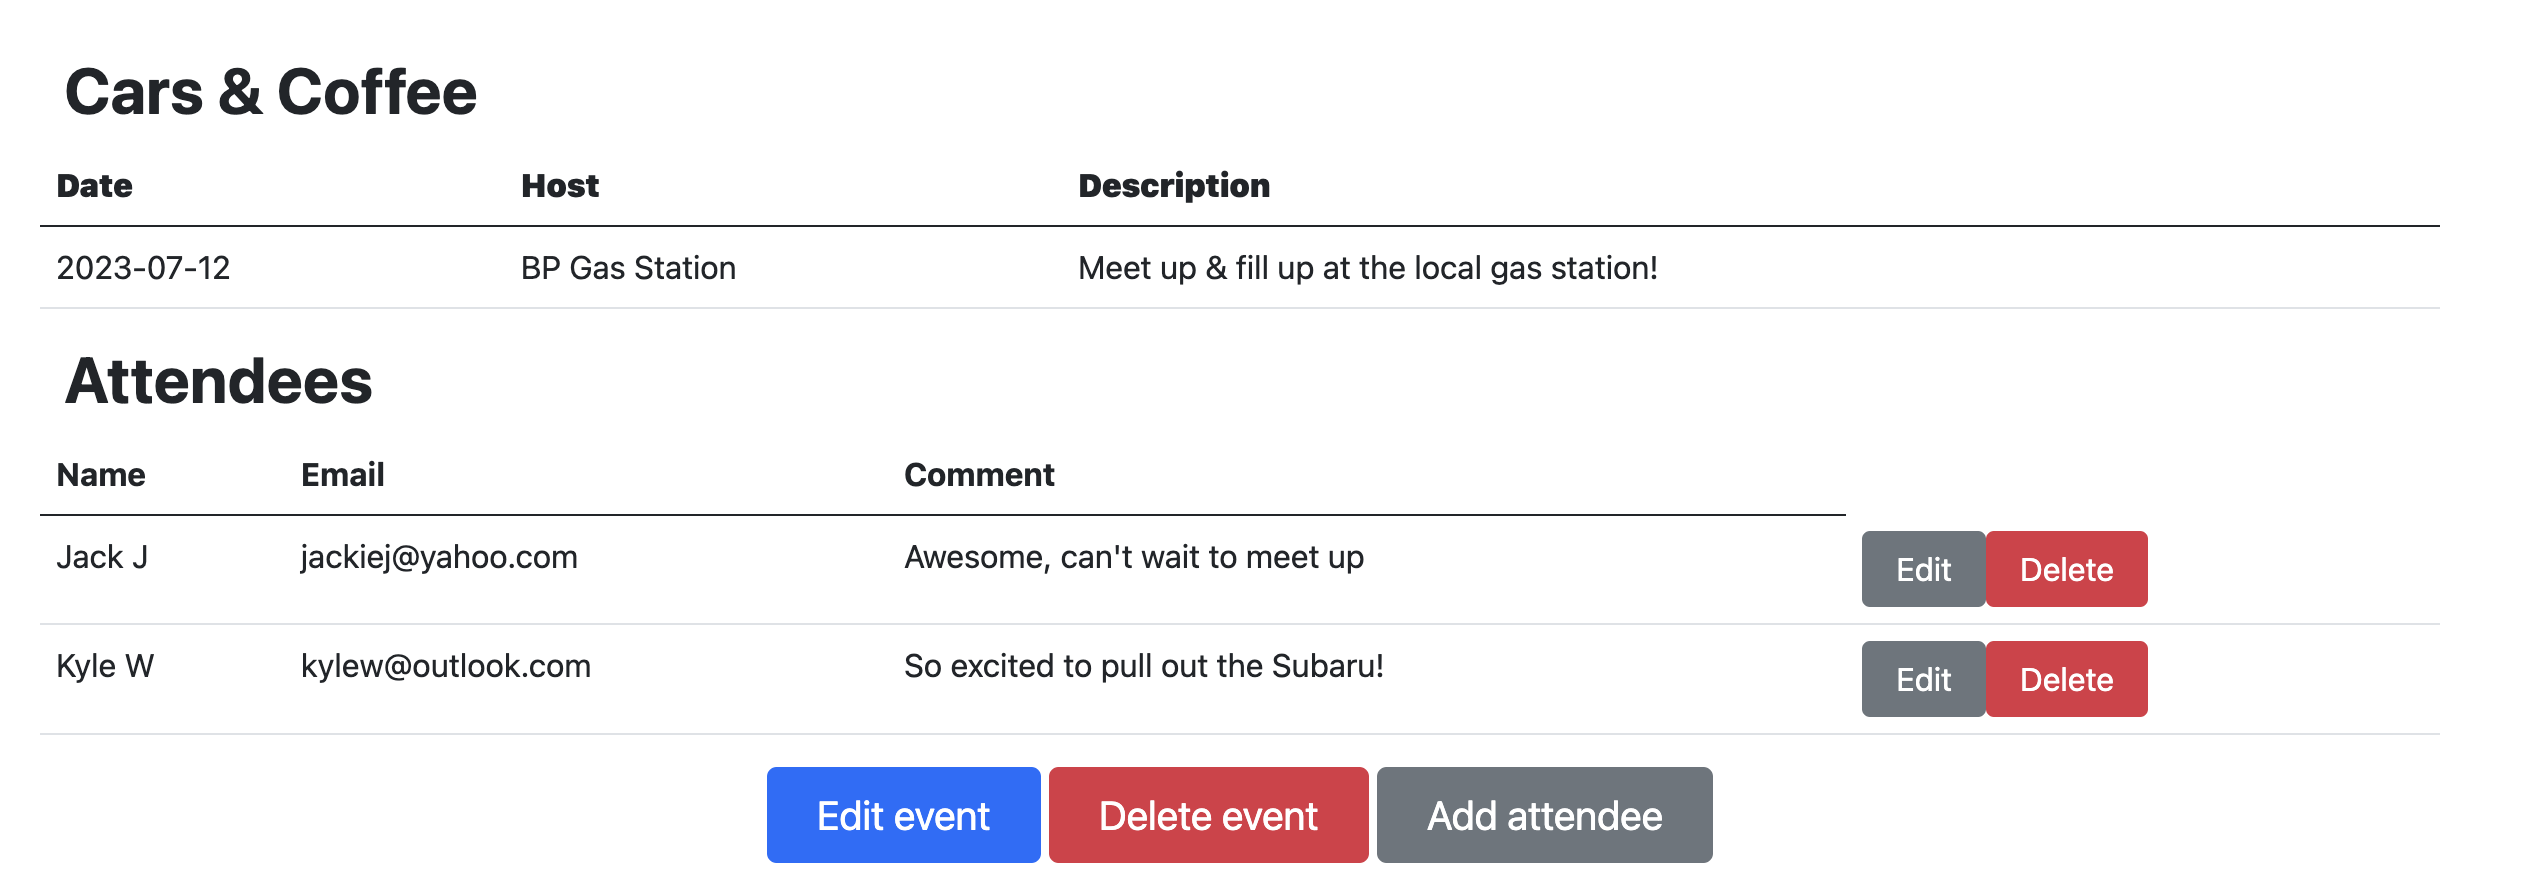 Cars & Coffee
Date Host Description
2023-07-12 BP Gas Station Meet up & fill up at the local gas station!
Attendees
Name Email Comment
Jack J jackiej@yahoo.com Awesome, can't wait to meet up Edit Delete
Kyle W kylew@outlook.com So excited to pull out the Subaru! Edit Delete
Edit event Delete event Add attendee